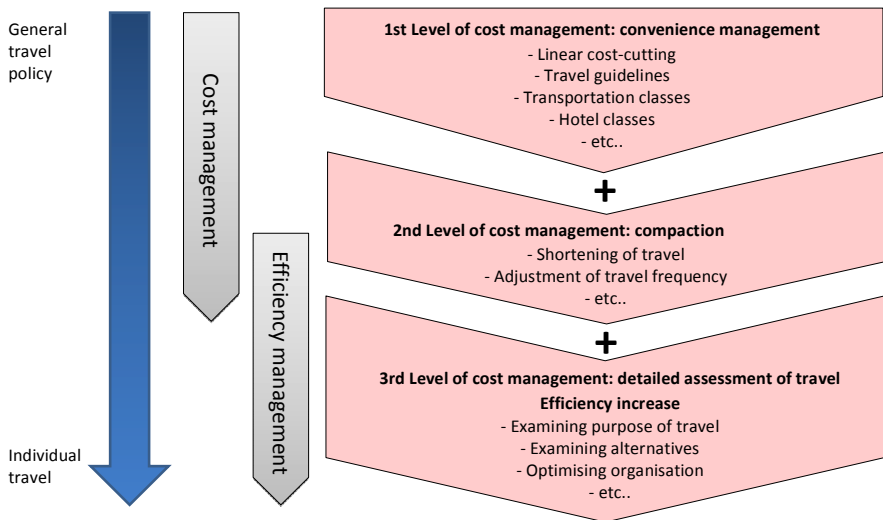 General
travel
policy
Cost management
Efficiency management
Individual
travel
1st Level of cost management: convenience management
- Linear cost-cutting
- Travel guidelines
- Transportation classes
- Hotel classes
- etc..
+
2nd Level of cost management: compaction
- Shortening of travel
- Adjustment of travel frequency
- etc..
+
3rd Level of cost management: detailed assessment of travel
Efficiency increase
- Examining purpose of travel
- Examining alternatives
- Optimising organisation
- etc..